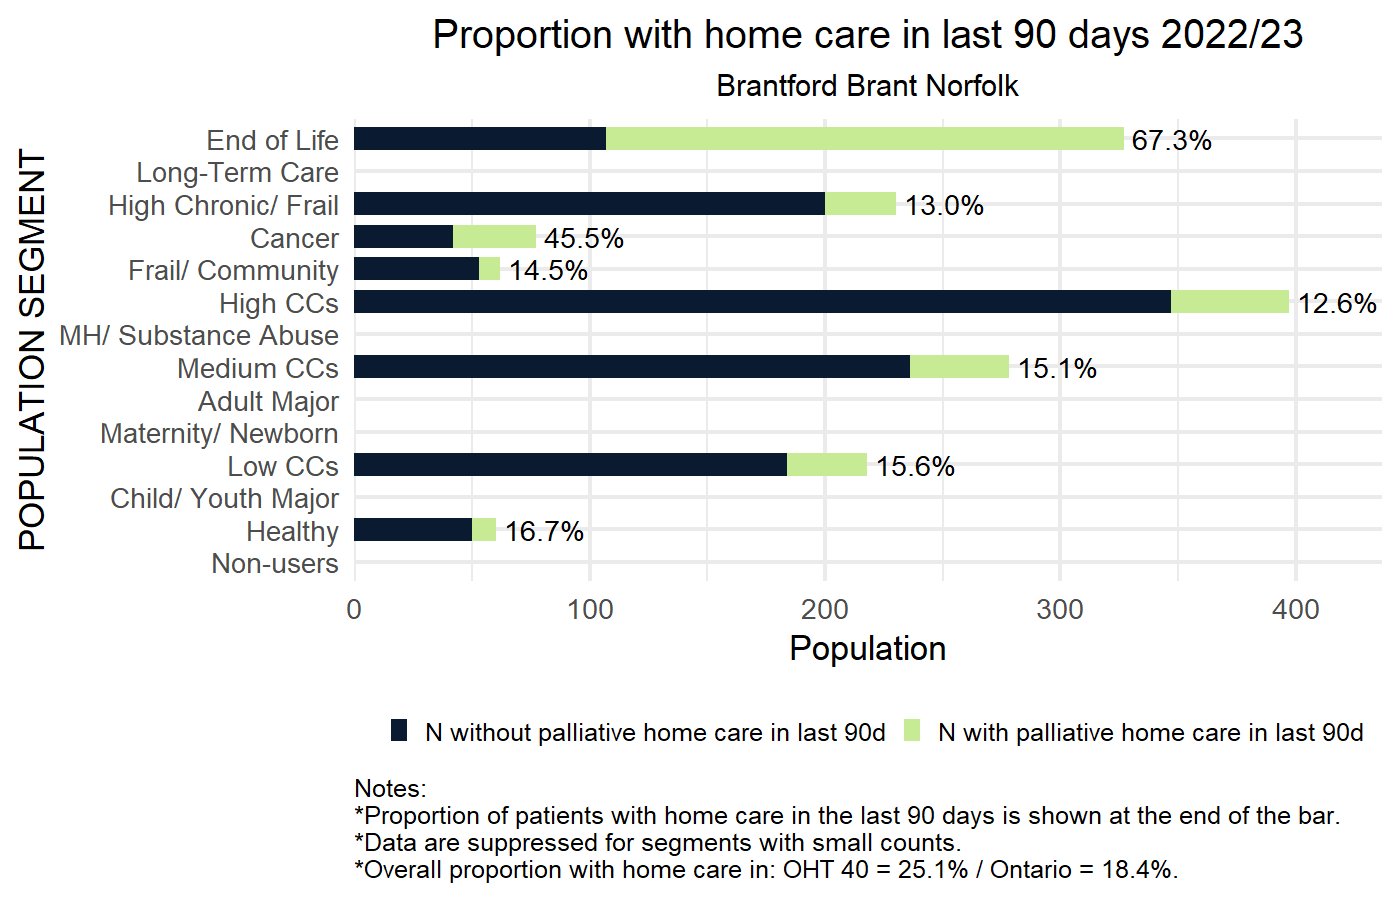 Proportion with home care in last 90 days 2022/23
Brantford Brant Norfolk
POPULATION SEGMENT
End of Life 67.3%
Long-Term Care
High Chronic/ Frail 13.0%
Cancer 45.5%
Frail/ Community 14.5%
High CCs 12.6%
MH/ Substance Abuse
Medium CCs 15.1%
Adult Major
Maternity/ Newborn
Low CCs 15.6%
Child/ Youth Major
Healthy 16.7%
Non-users
0 100 200 300 400
Population
N without palliative home care in last 90d N with palliative home care in last 90d
Notes:
*Proportion of patients with home care in the last 90 days is shown at the end of the bar.
*Data are suppressed for segments with small counts.
*Overall proportion with home care in: OHT 40 = 25.1% / Ontario = 18.4%.